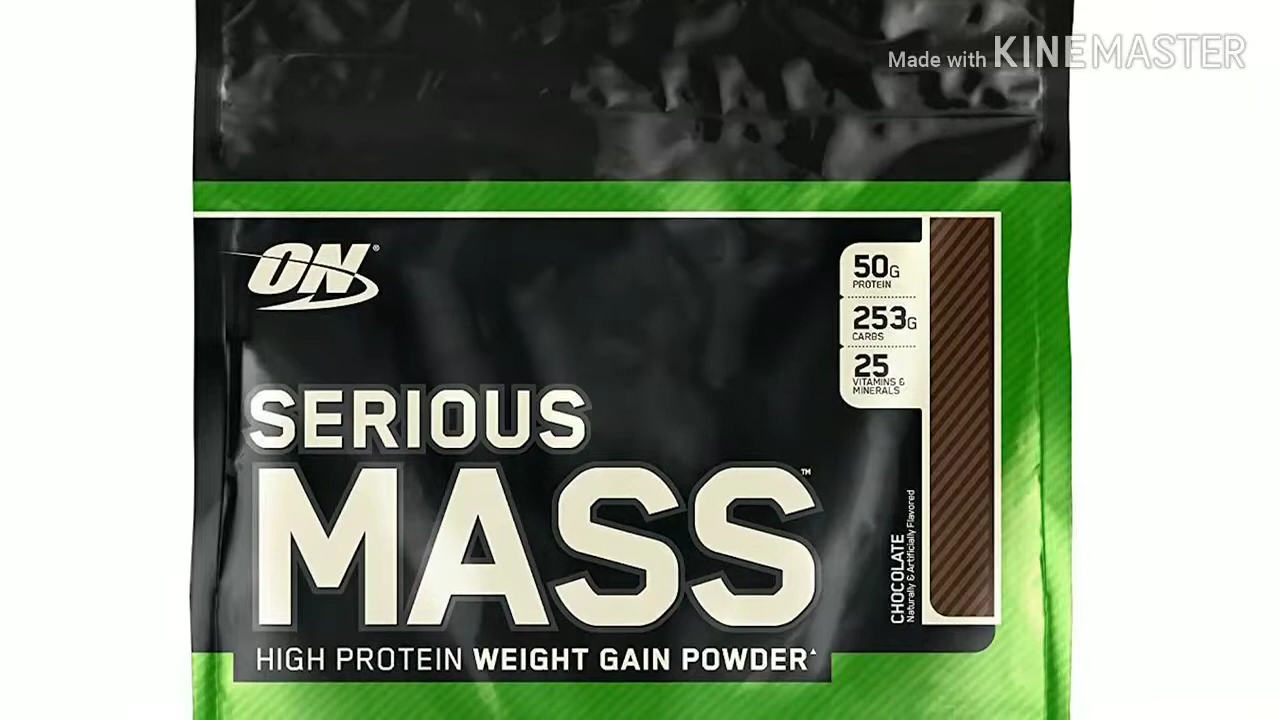 Made with KINEMASTER
ON®
50G
PROTEIN
253G
CARBS
25
VITAMINS &
MINERALS
SERIOUS
MASS™
CHOCOLATE
Naturally & Artificially Flavored
HIGH PROTEIN WEIGHT GAIN POWDER▲